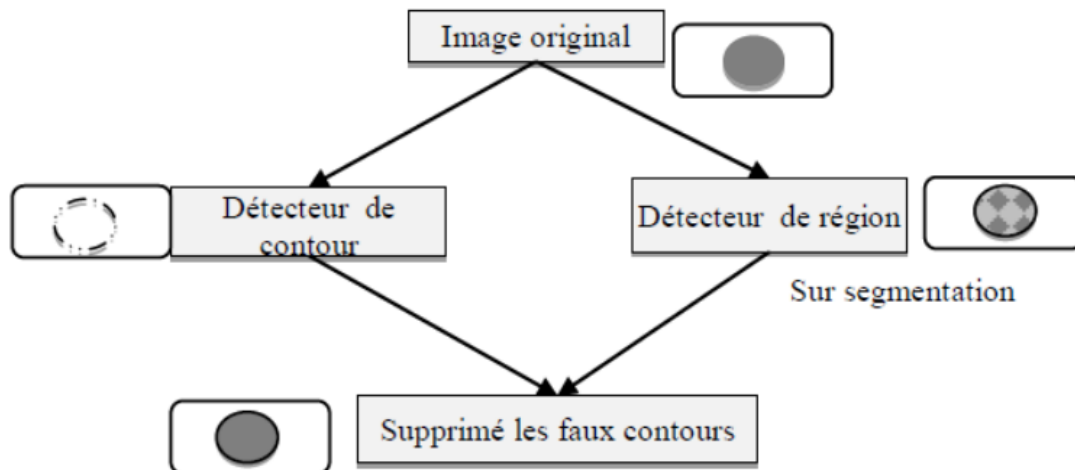 Image original
Détecteur de
contour
Détecteur de région
Sur segmentation
Supprimé les faux contours